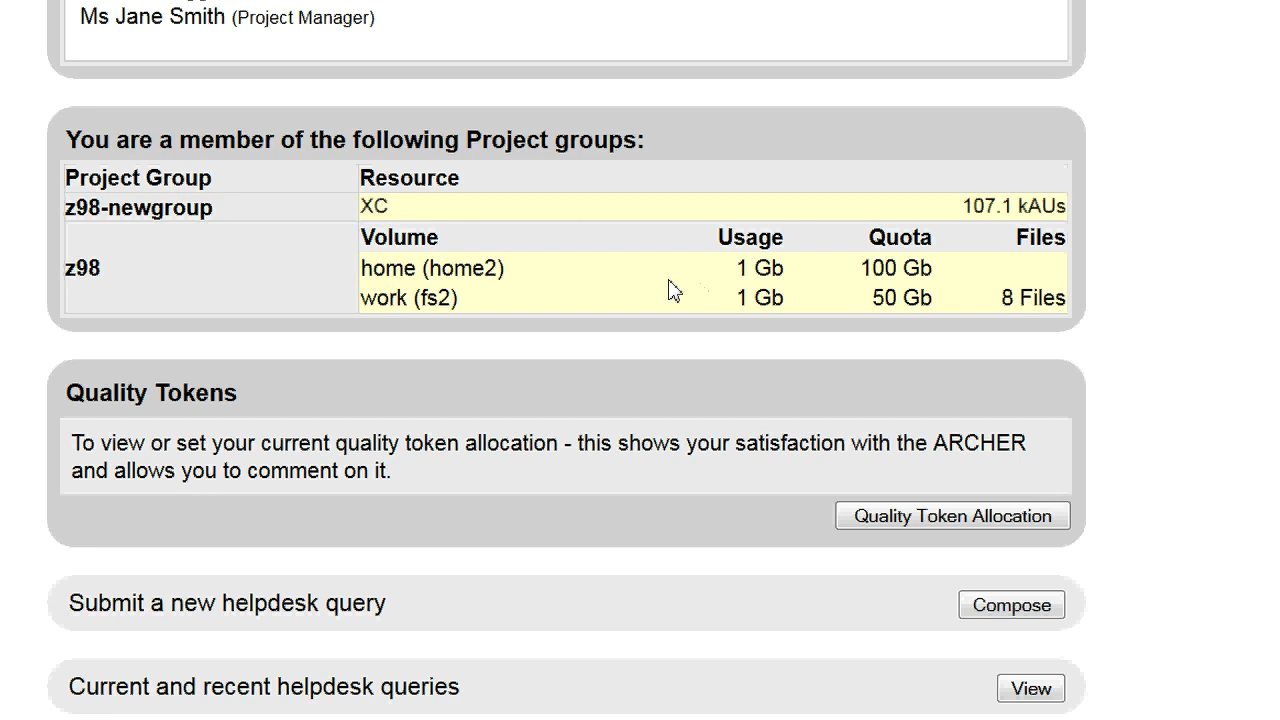 Ms Jane Smith (Project Manager)
You are a member of the following Project groups:
Project Group Resource
z98-newgroup XC 107.1 kAUs
Volume Usage Quota Files
z98
home (home2) 1 Gb 100 Gb
work (fs2) 1 Gb 50 Gb 8 Files
Quality Tokens
To view or set your current quality token allocation - this shows your satisfaction with the ARCHER
and allows you to comment on it.
Quality Token Allocation
Submit a new helpdesk query Compose
Current and recent helpdesk queries View